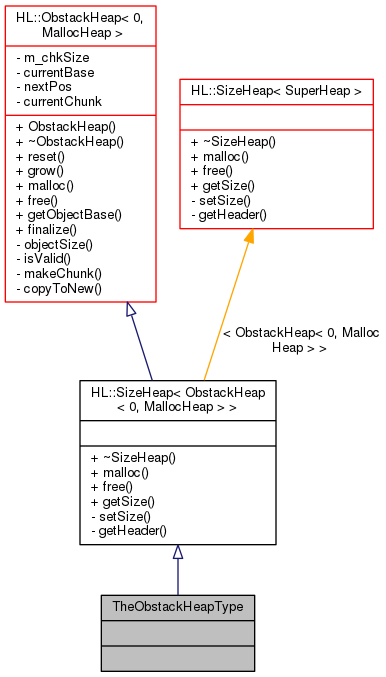 HL::ObstackHeap< 0,
MallocHeap >
- m_chkSize
- currentBase
- nextPos
- currentChunk
+ ObstackHeap()
+ ~ObstackHeap()
+ reset()
+ grow()
+ malloc()
+ free()
+ getObjectBase()
+ finalize()
- objectSize()
- isValid()
- makeChunk()
- copyToNew()
HL::SizeHeap< SuperHeap >
+ ~SizeHeap()
+ malloc()
+ free()
+ getSize()
- setSize()
- getHeader()
< ObstackHeap< 0, Malloc
Heap > >
HL::SizeHeap< ObstackHeap
< 0, MallocHeap > >
+ ~SizeHeap()
+ malloc()
+ free()
+ getSize()
- setSize()
- getHeader()
TheObstackHeapType